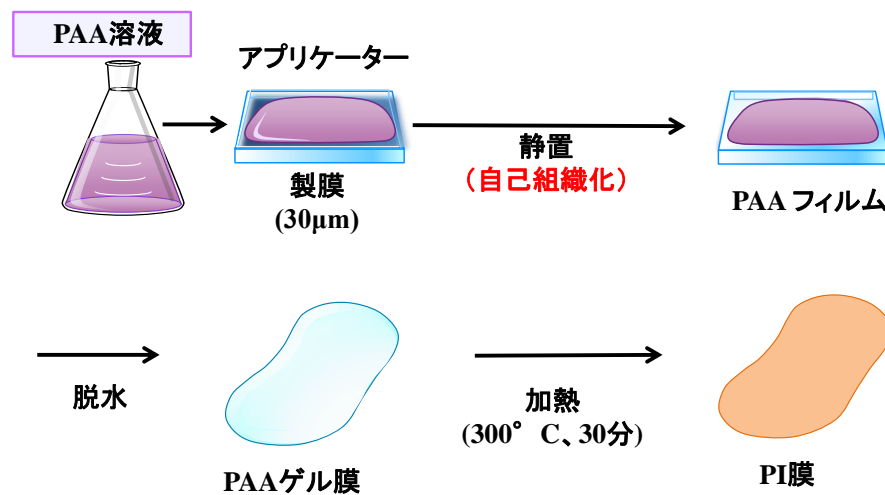 PAA溶液
アプリケーター
製膜
(30μm)
静置
（自己組織化）
PAA フィルム
脱水
PAAゲル膜
加熱
(300° C、30分)
PI膜